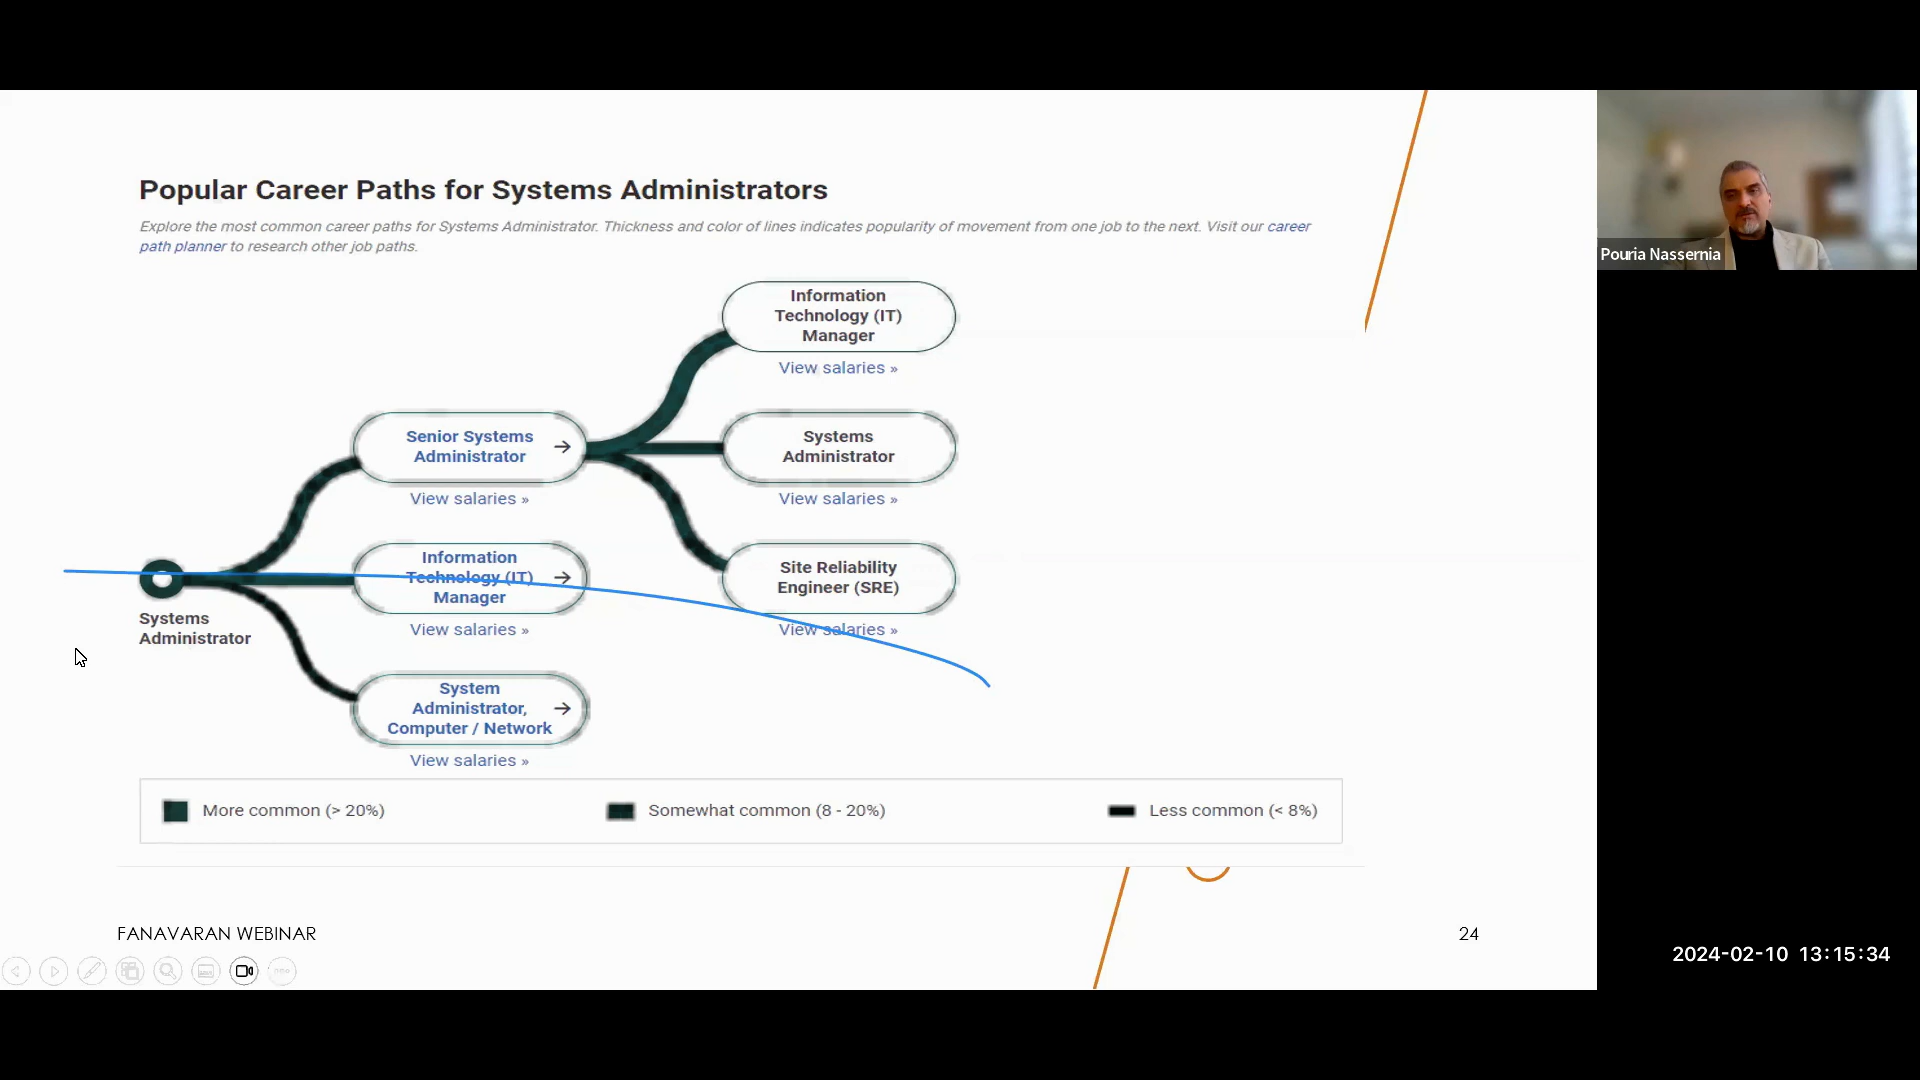 Popular Career Paths for Systems Administrators
Explore the most common career paths for Systems Administrator. Thickness and color of lines indicates popularity of movement from one job to the next. Visit our career
path planner to research other job paths.
Information
Technology (IT)
Manager
View salaries »
Senior Systems
Administrator
View salaries »
Systems
Administrator
View salaries »
Information
Technology (IT)
Manager
View salaries »
Site Reliability
Engineer (SRE)
View salaries »
Systems
Administrator
System
Administrator,
Computer / Network
View salaries »
More common (> 20%)
Somewhat common (8 - 20%)
Less common (< 8%)
FANAVARAN WEBINAR
24
Pouria Nassernia
2024-02-10 13:15:34